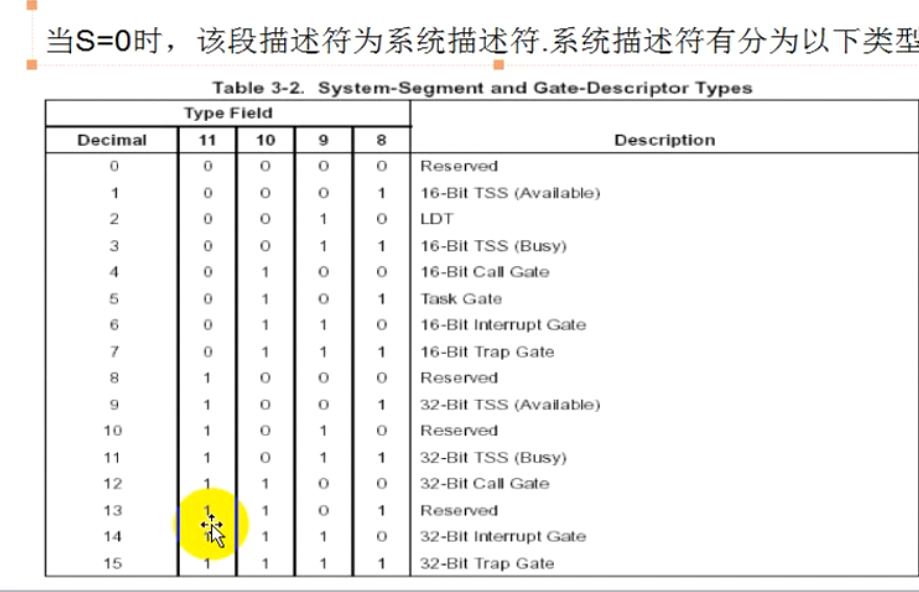 当S=0时，该段描述符为系统描述符.系统描述符有分为以下类型
Table 3-2. System-Segment and Gate-Descriptor Types
Type Field
Decimal 11 10 9 8 Description
0 0 0 0 0 Reserved
1 0 0 0 1 16-Bit TSS (Available)
2 0 0 1 0 LDT
3 0 0 1 1 16-Bit TSS (Busy)
4 0 1 0 0 16-Bit Call Gate
5 0 1 0 1 Task Gate
6 0 1 1 0 16-Bit Interrupt Gate
7 0 1 1 1 16-Bit Trap Gate
8 1 0 0 0 Reserved
9 1 0 0 1 32-Bit TSS (Available)
10 1 0 1 0 Reserved
11 1 0 1 1 32-Bit TSS (Busy)
12 1 1 0 0 32-Bit Call Gate
13 1 1 0 1 Reserved
14 1 1 1 0 32-Bit Interrupt Gate
15 1 1 1 1 32-Bit Trap Gate